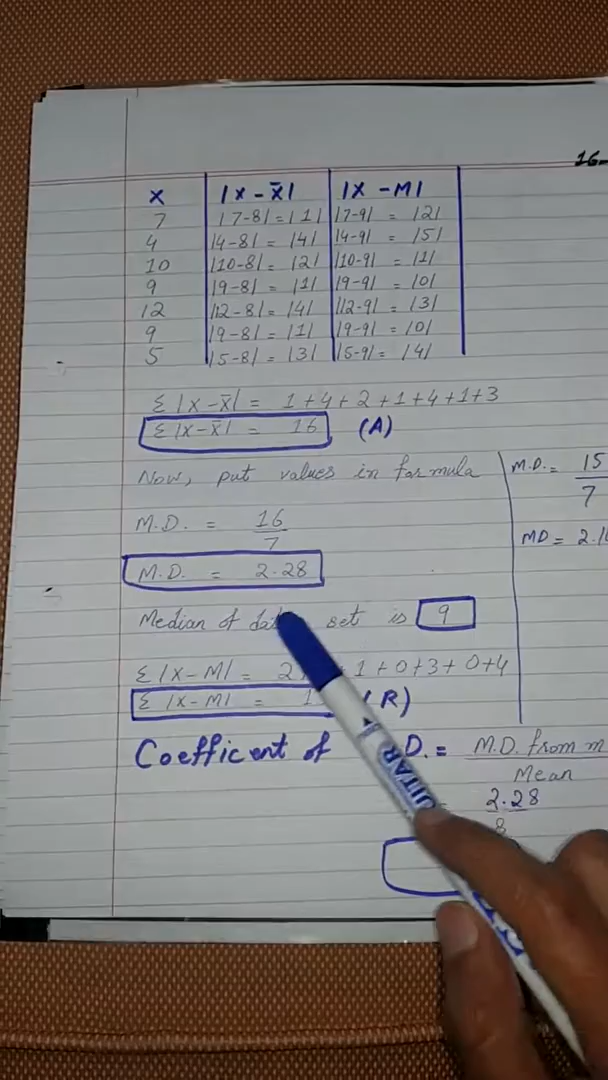 16-
X |X-X̄| |X-M|
7 |7-8|=|1| |7-9| = |2|
4 |4-8|= |4| |4-9| = |5|
10 |10-8|= |2| |10-9| = |1|
9 |9-8|= |1| |9-9| = |0|
12 |12-8|= |4| |12-9| = |3|
9 |9-8|= |1| |9-9| = |0|
5 |5-8|= |3| |5-9|= |4|
Σ |X-X̄| = 1+4+2+1+4+1+3
Σ |X-X̄| = 16 (A)
Now, put values in formula
M.D. = 16/7
M.D. = 2.28
M.D. = 15/7
MD = 2.1
Median of set is 9
Σ |X-M| = 2 1+0+3+0+4
Σ |X-M| = 1 (R)
Coefficent of D. = M.D. from m
Mean
2.28
8
UITAR